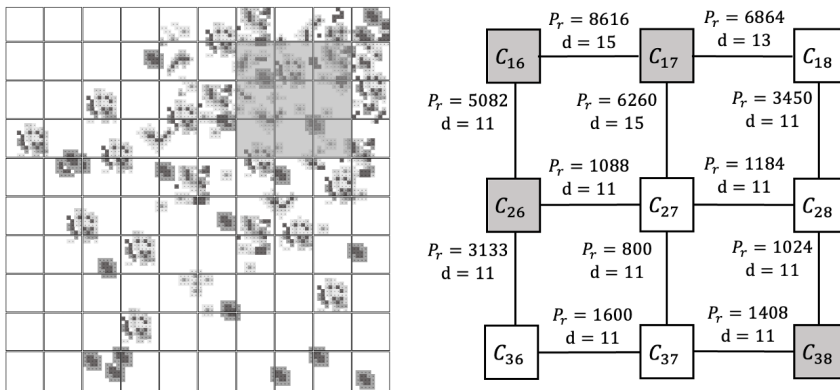 P_r = 8616
d = 15
P_r = 6864
d = 13
C_16
C_17
C_18
P_r = 5082
d = 11
P_r = 6260
d = 15
P_r = 3450
d = 11
P_r = 1088
d = 11
P_r = 1184
d = 11
C_26
C_27
C_28
P_r = 3133
d = 11
P_r = 800
d = 11
P_r = 1024
d = 11
P_r = 1600
d = 11
P_r = 1408
d = 11
C_36
C_37
C_38